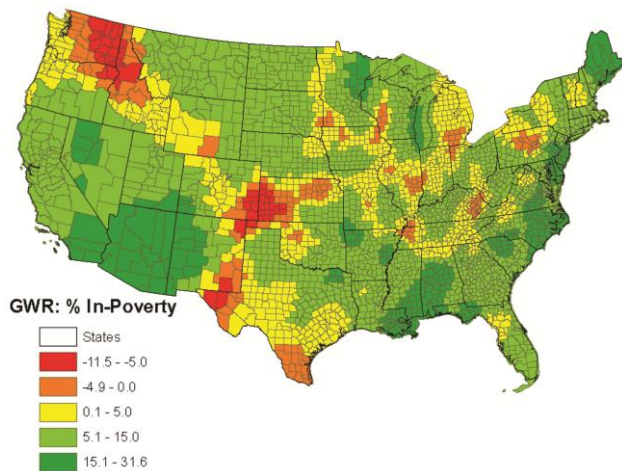 GWR: % In-Poverty
States
-11.5 - -5.0
-4.9 - 0.0
0.1 - 5.0
5.1 - 15.0
15.1 - 31.6